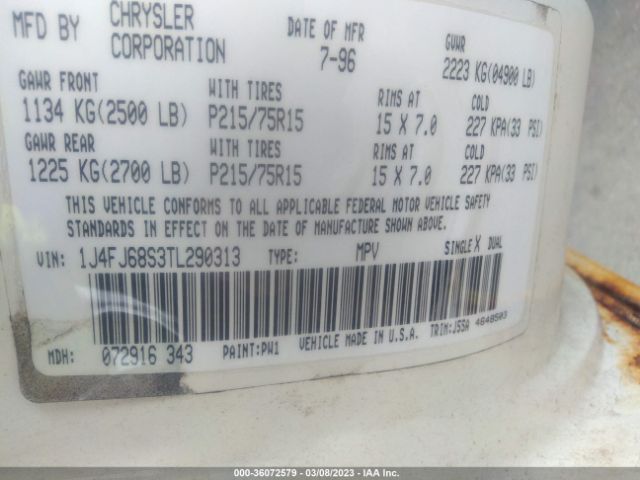 MFD BY CHRYSLER CORPORATION DATE OF MFR 7-96 GVWR 2223 KG(04900 LB)
GAWR FRONT WITH TIRES RIMS AT COLD
1134 KG(2500 LB) P215/75R15 15 X 7.0 227 KPA(33 PSI)
GAWR REAR WITH TIRES RIMS AT COLD
1225 KG(2700 LB) P215/75R15 15 X 7.0 227 KPA(33 PSI)
THIS VEHICLE CONFORMS TO ALL APPLICABLE FEDERAL MOTOR VEHICLE SAFETY
STANDARDS IN EFFECT ON THE DATE OF MANUFACTURE SHOWN ABOVE.
VIN: 1J4FJ68S3TL290313 TYPE: MPV SINGLE X DUAL
MDH: 072916 343 PAINT:PW1 VEHICLE MADE IN U.S.A. TRIM:J5SA 4648503
000-36072579 - 03/08/2023 - © IAA Inc.